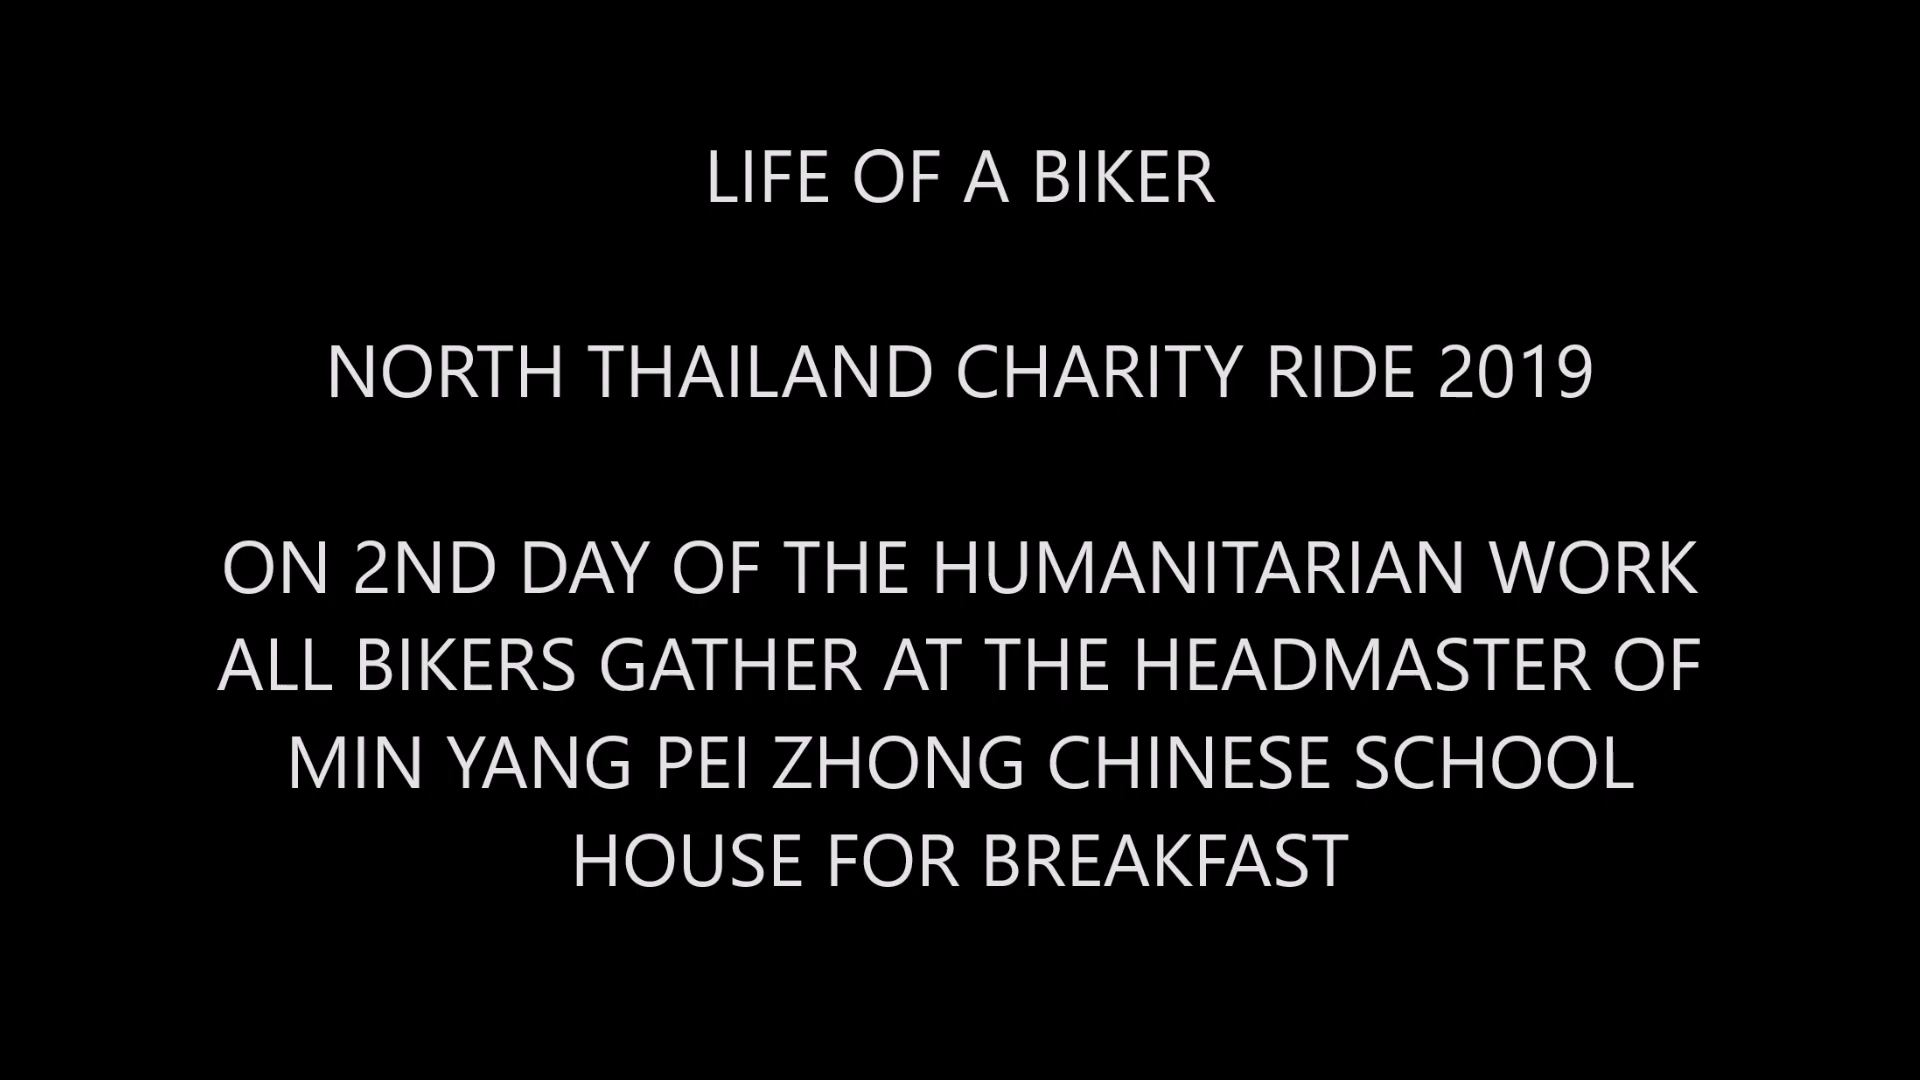 LIFE OF A BIKER
NORTH THAILAND CHARITY RIDE 2019
ON 2ND DAY OF THE HUMANITARIAN WORK
ALL BIKERS GATHER AT THE HEADMASTER OF
MIN YANG PEI ZHONG CHINESE SCHOOL
HOUSE FOR BREAKFAST